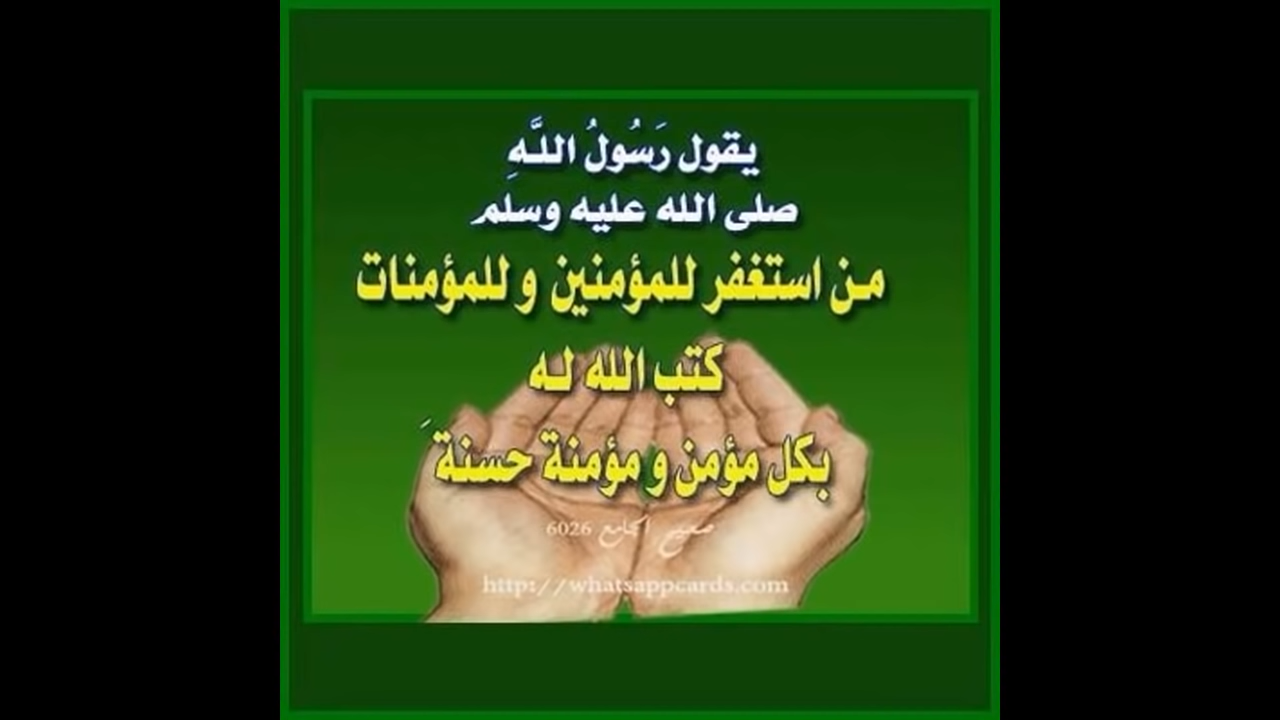 يقول رَسُولُ اللَّهِ
صلى الله عليه وسلم
من استغفر للمؤمنين و للمؤمنات
كتب الله له
بكل مؤمن و مؤمنة حسنةَ
صحيح الجامع 6026
http://whatsappcards.com